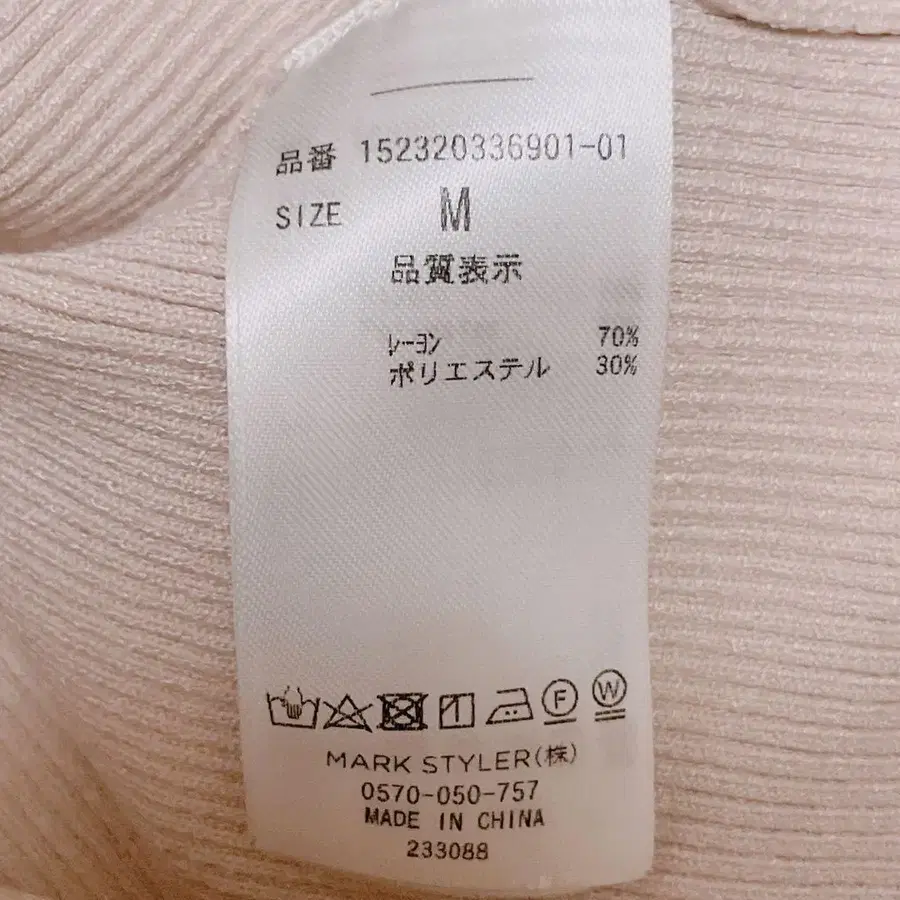 品番 152320336901-01
SIZE M
品質表示
レーヨン 70%
ポリエステル 30%
F W
MARK STYLER(株)
0570-050-757
MADE IN CHINA
233088